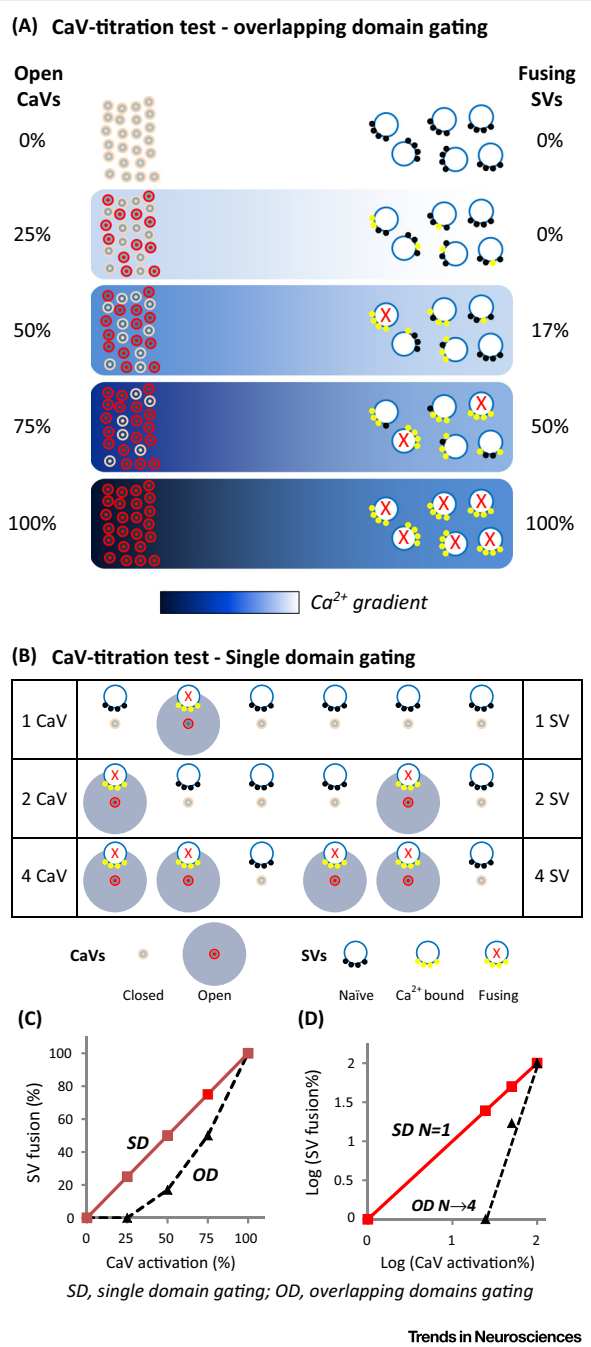 (A) CaV-titration test - overlapping domain gating
Open
CaVs
Fusing
SVs
0%
0%
25%
0%
50%
X
17%
75%
X
X
50%
100%
X
X
X
X
X
X
100%
Ca²⁺ gradient
(B) CaV-titration test - Single domain gating
1 CaV
X
1 SV
2 CaV
X
X
2 SV
4 CaV
X
X
X
X
4 SV
CaVs
Closed
Open
SVs
Naïve
Ca²⁺ bound
X
Fusing
(C)
SV fusion (%)
100
80
60
40
20
0
SD
OD
0 25 50 75 100
CaV activation (%)
(D)
Log (SV fusion%)
2
1.5
1
0.5
0
SD N=1
OD N→4
0 1 2
Log (CaV activation%)
SD, single domain gating; OD, overlapping domains gating
Trends in Neurosciences